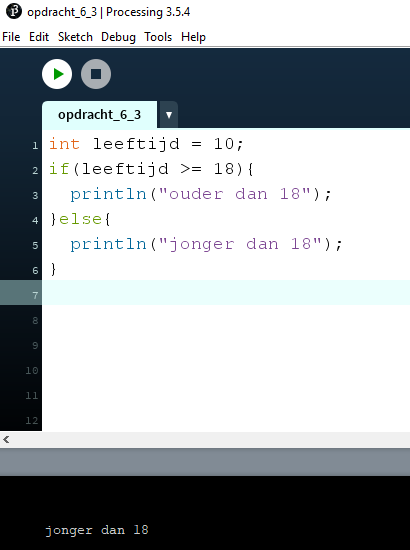 opdracht_6_3 | Processing 3.5.4
File Edit Sketch Debug Tools Help
opdracht_6_3 ▼
1 int leeftijd = 10;
2 if(leeftijd >= 18){
3   println("ouder dan 18");
4 }else{
5   println("jonger dan 18");
6 }
7
8
9
10
11
12
<
jonger dan 18